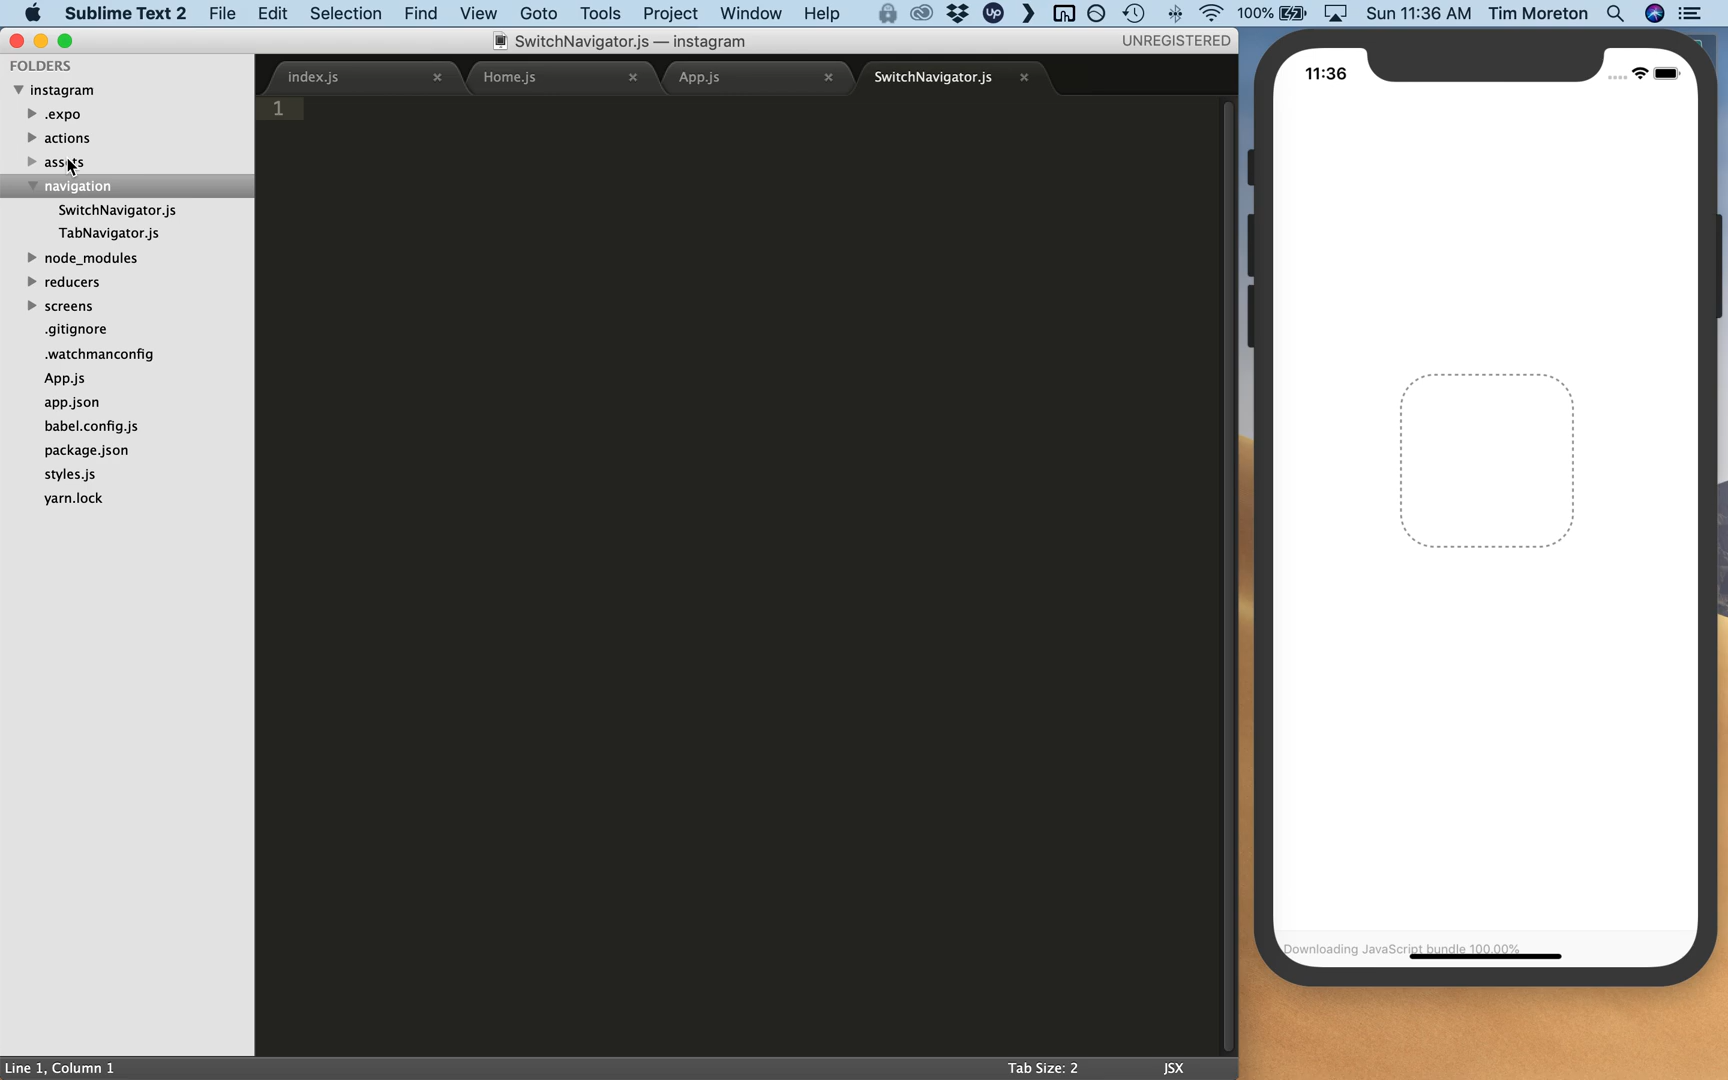 Sublime Text 2 File Edit Selection Find View Goto Tools Project Window Help up 100% Sun 11:36 AM Tim Moreton
SwitchNavigator.js — instagram UNREGISTERED
FOLDERS
instagram
.expo
actions
assets
navigation
SwitchNavigator.js
TabNavigator.js
node_modules
reducers
screens
.gitignore
.watchmanconfig
App.js
app.json
babel.config.js
package.json
styles.js
yarn.lock
index.js × Home.js × App.js × SwitchNavigator.js ×
1
Line 1, Column 1 Tab Size: 2 JSX
11:36
Downloading JavaScript bundle 100.00%